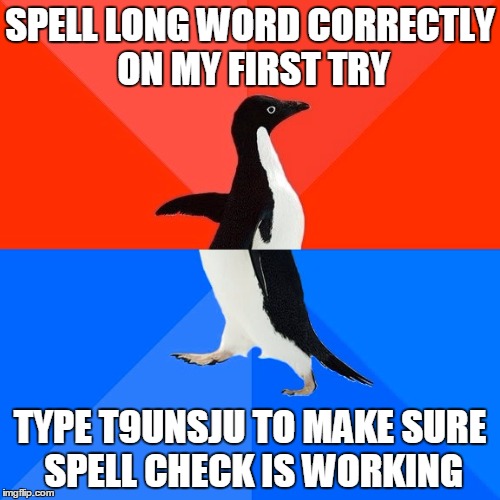 SPELL LONG WORD CORRECTLY
ON MY FIRST TRY
TYPE T9UNSJU TO MAKE SURE
SPELL CHECK IS WORKING
imgflip.com